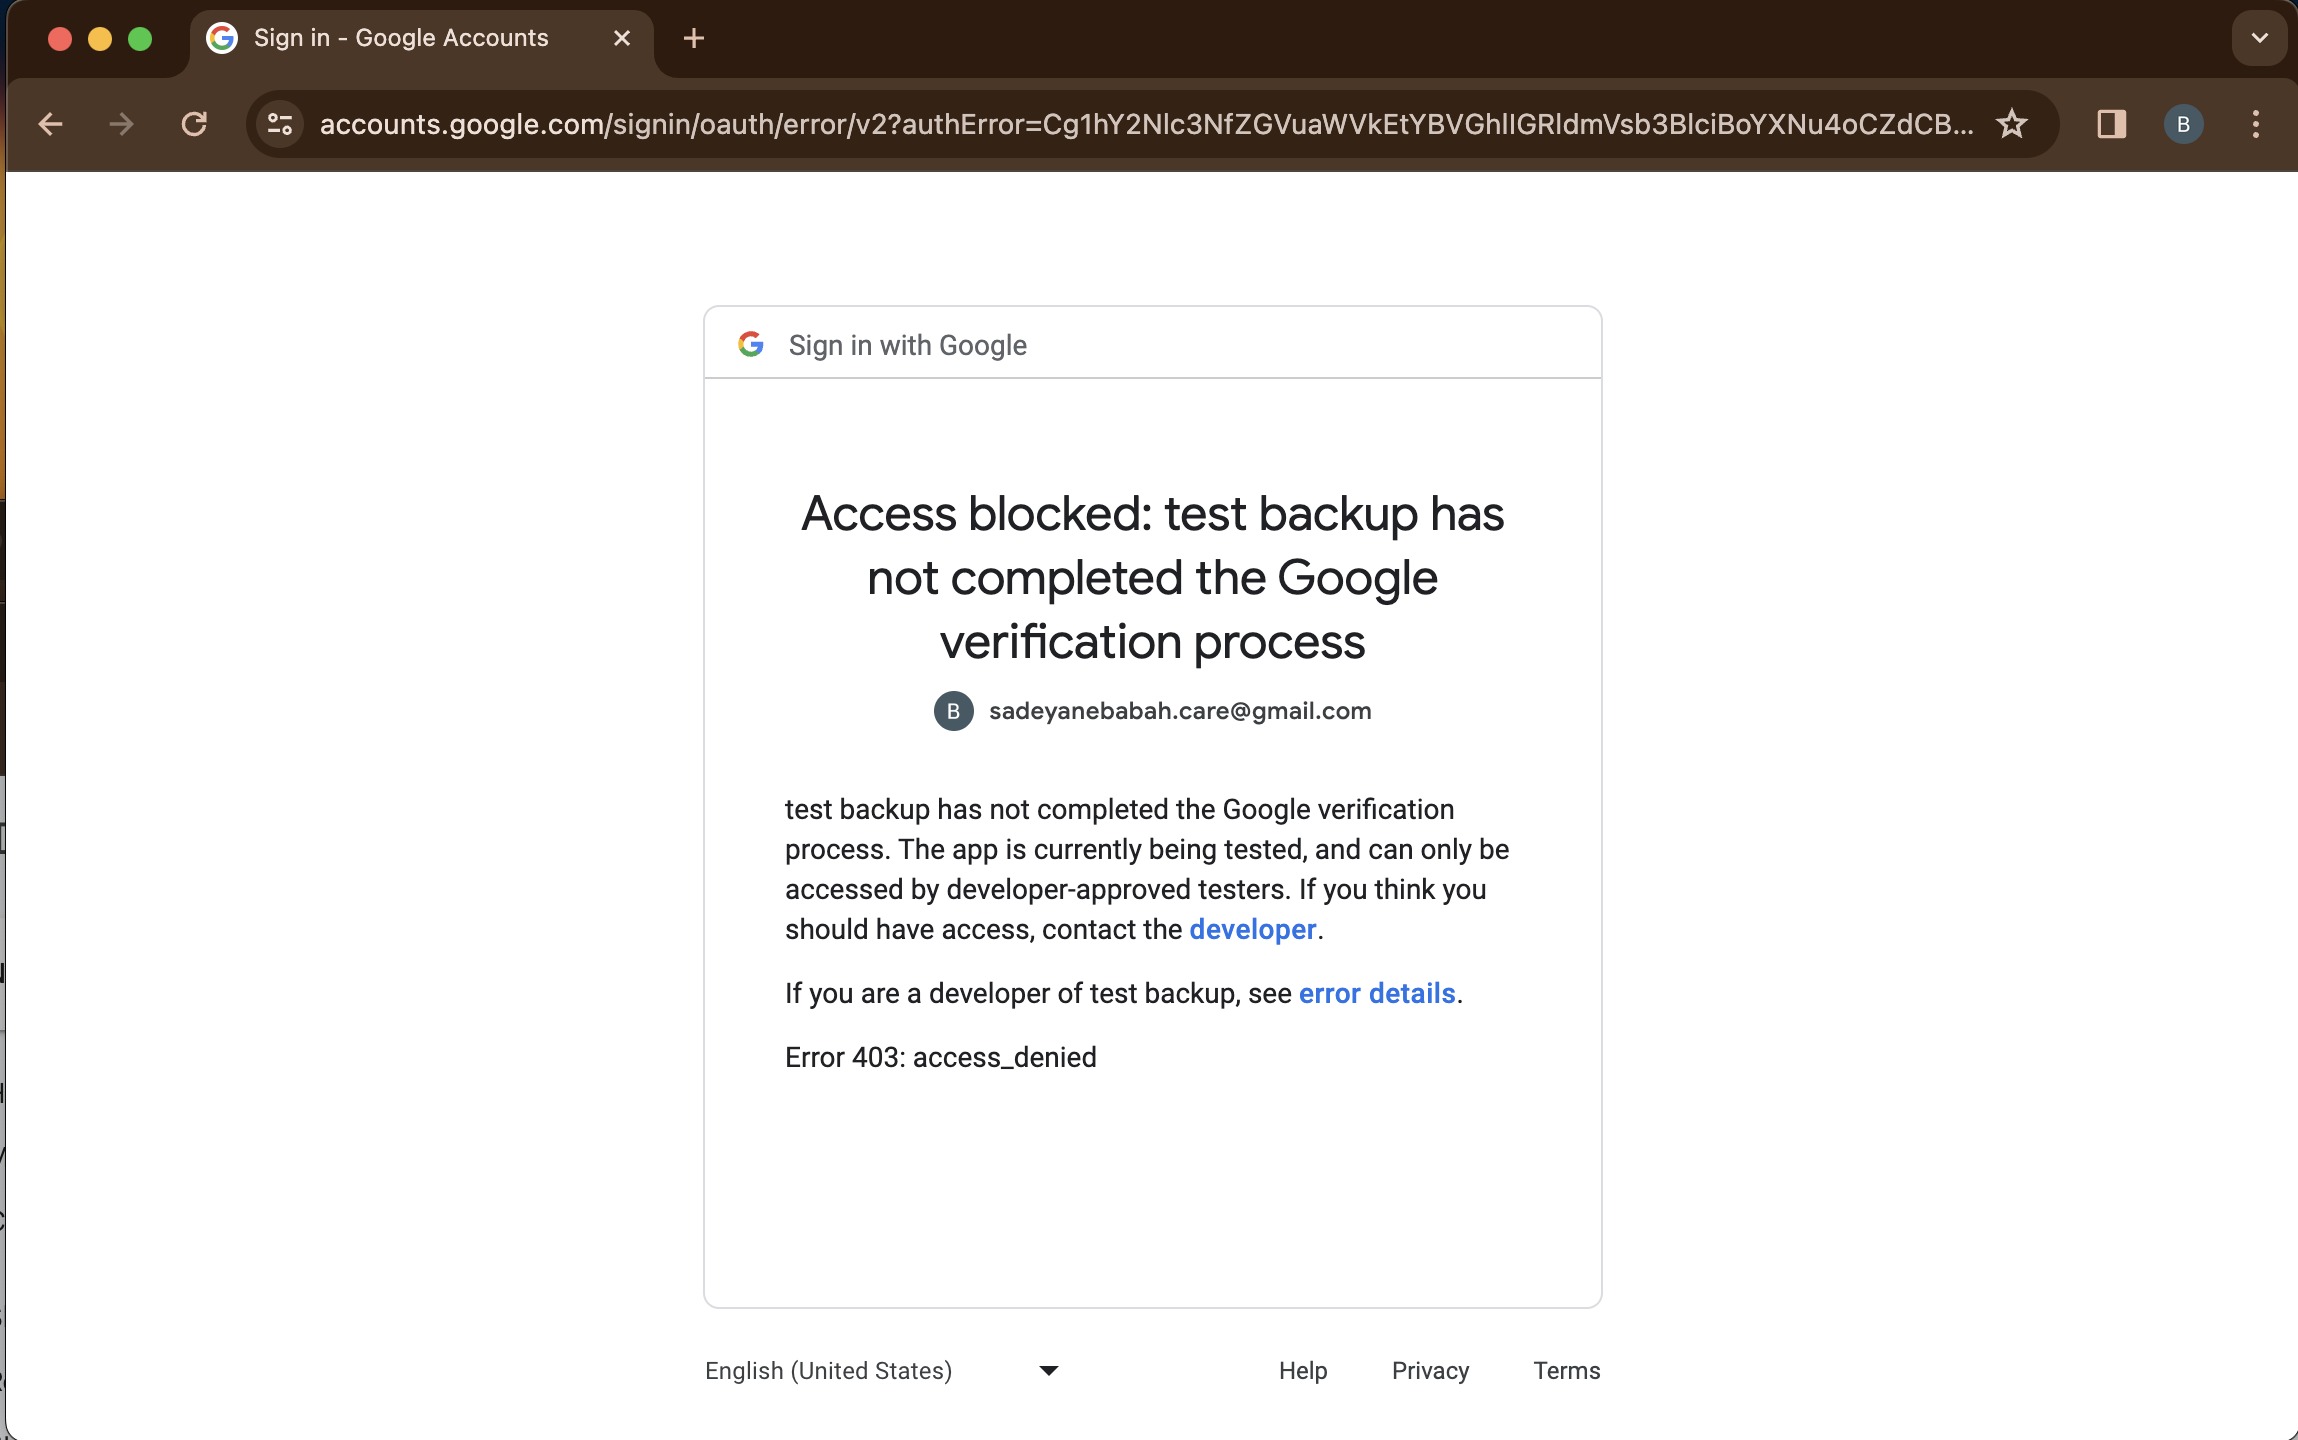 Sign in - Google Accounts
accounts.google.com/signin/oauth/error/v2?authError=Cg1hY2Nlc3NfZGVuaWVkEtYBVGhlIGRldmVsb3BlciBoYXNu4oCZdCB...
B
Sign in with Google
Access blocked: test backup has
not completed the Google
verification process
B sadeyanebabah.care@gmail.com
test backup has not completed the Google verification
process. The app is currently being tested, and can only be
accessed by developer-approved testers. If you think you
should have access, contact the developer.
If you are a developer of test backup, see error details.
Error 403: access_denied
English (United States) Help Privacy Terms